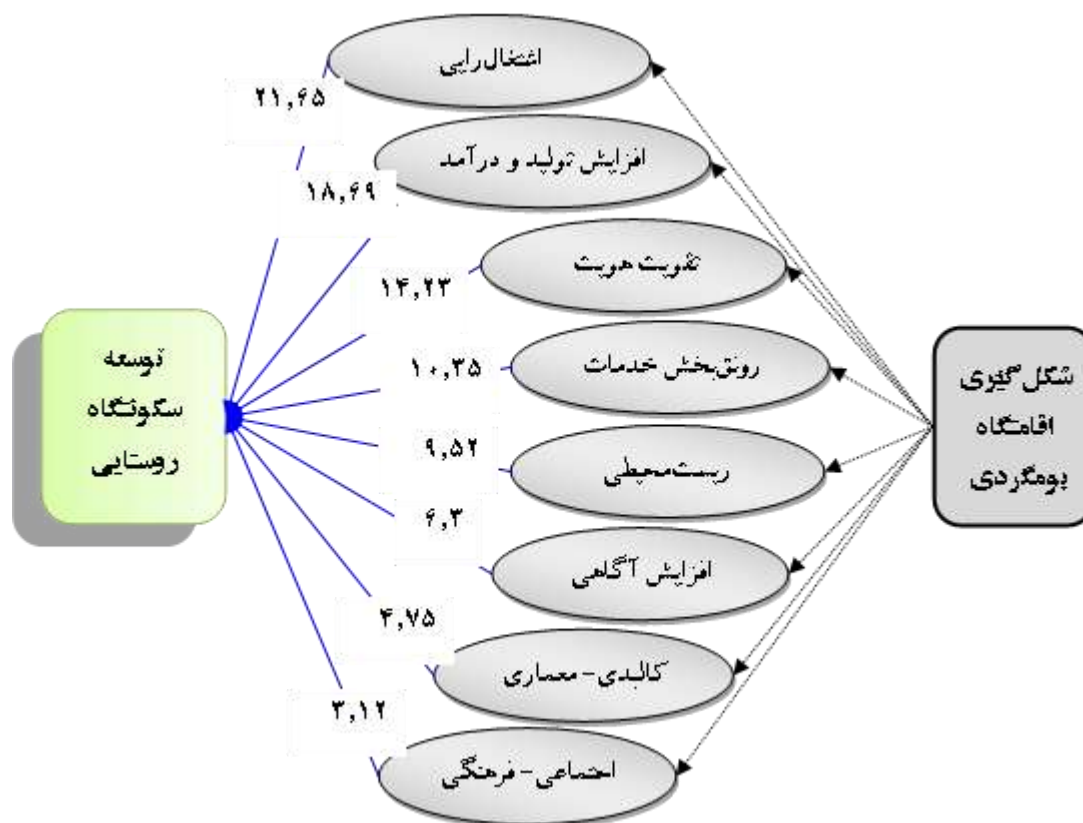 شکل گیری
اقامتگاه
بومگردی
اشتغال‌زایی
افزایش تولید و درآمد
تقویت هویت
رونق‌بخش خدمات
زیست‌محیطی
افزایش آگاهی
کالبدی - معماری
اجتماعی - فرهنگی
۲۱,۶۵
۱۸,۶۹
۱۴,۲۳
۱۰,۳۵
۹,۵۲
۶,۳
۴,۷۵
۳,۱۲
توسعه
سکونتگاه
روستایی